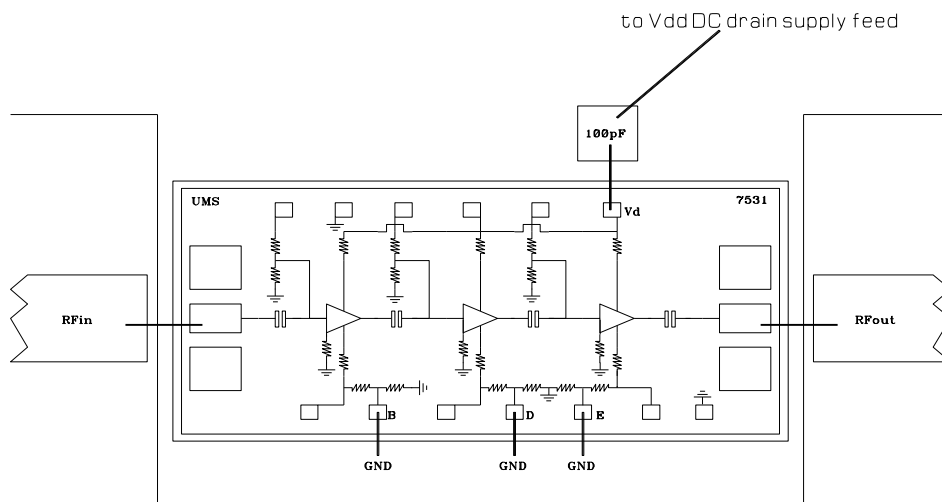 to Vdd DC drain supply feed
100pF
UMS
7531
Vd
RFin
RFout
B
D
E
GND
GND
GND